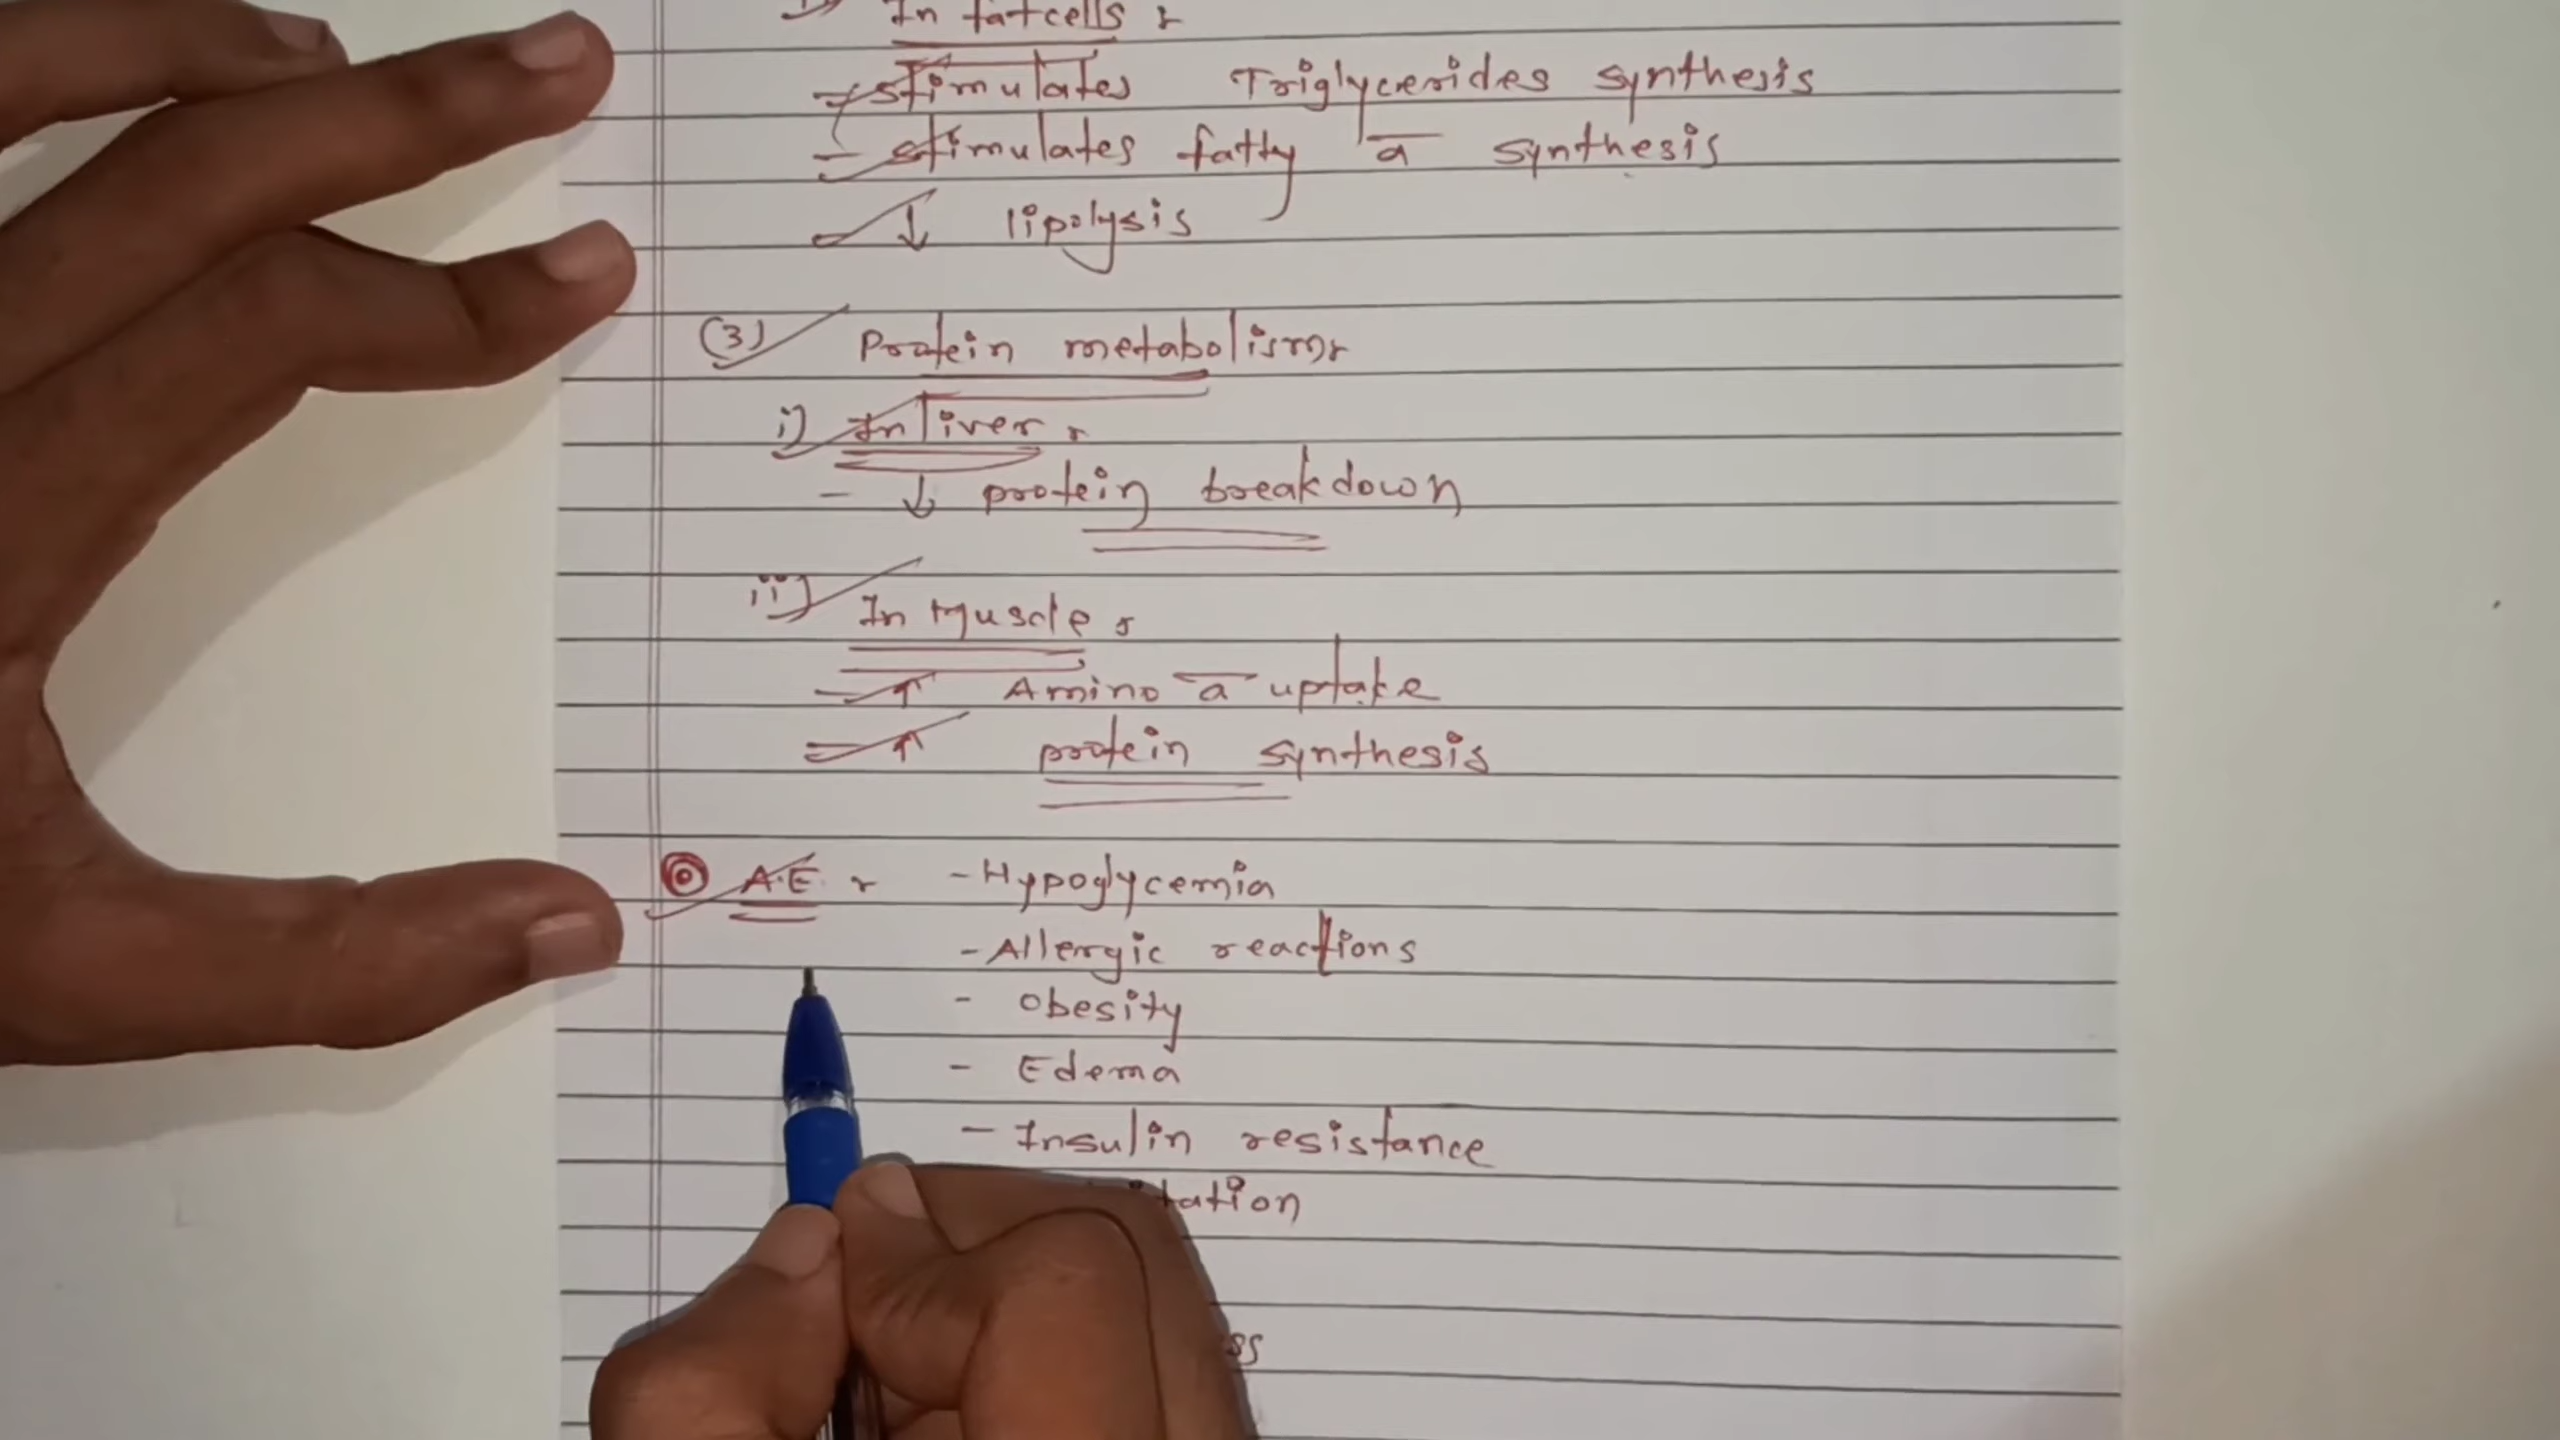 In fatcells
- stimulates Triglycerides synthesis
- stimulates fatty a synthesis
- ↓ lipolysis
(3) Protein metabolism
i) In liver
- ↓ protein breakdown
ii) In Muscle
- ↑ Amino a uptake
- ↑ protein synthesis
A.E. - Hypoglycemia
- Allergic reactions
- Obesity
- Edema
- Insulin resistance